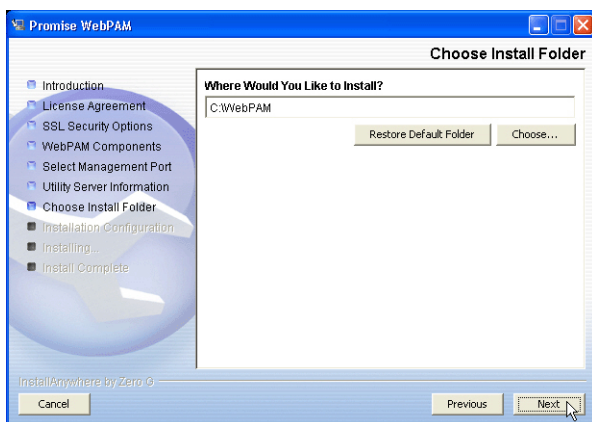 Promise WebPAM
Choose Install Folder
Introduction
License Agreement
SSL Security Options
WebPAM Components
Select Management Port
Utility Server Information
Choose Install Folder
Installation Configuration
Installing...
Install Complete
Where Would You Like to Install?
C:\WebPAM
Restore Default Folder
Choose...
InstallAnywhere by Zero G
Cancel
Previous
Next